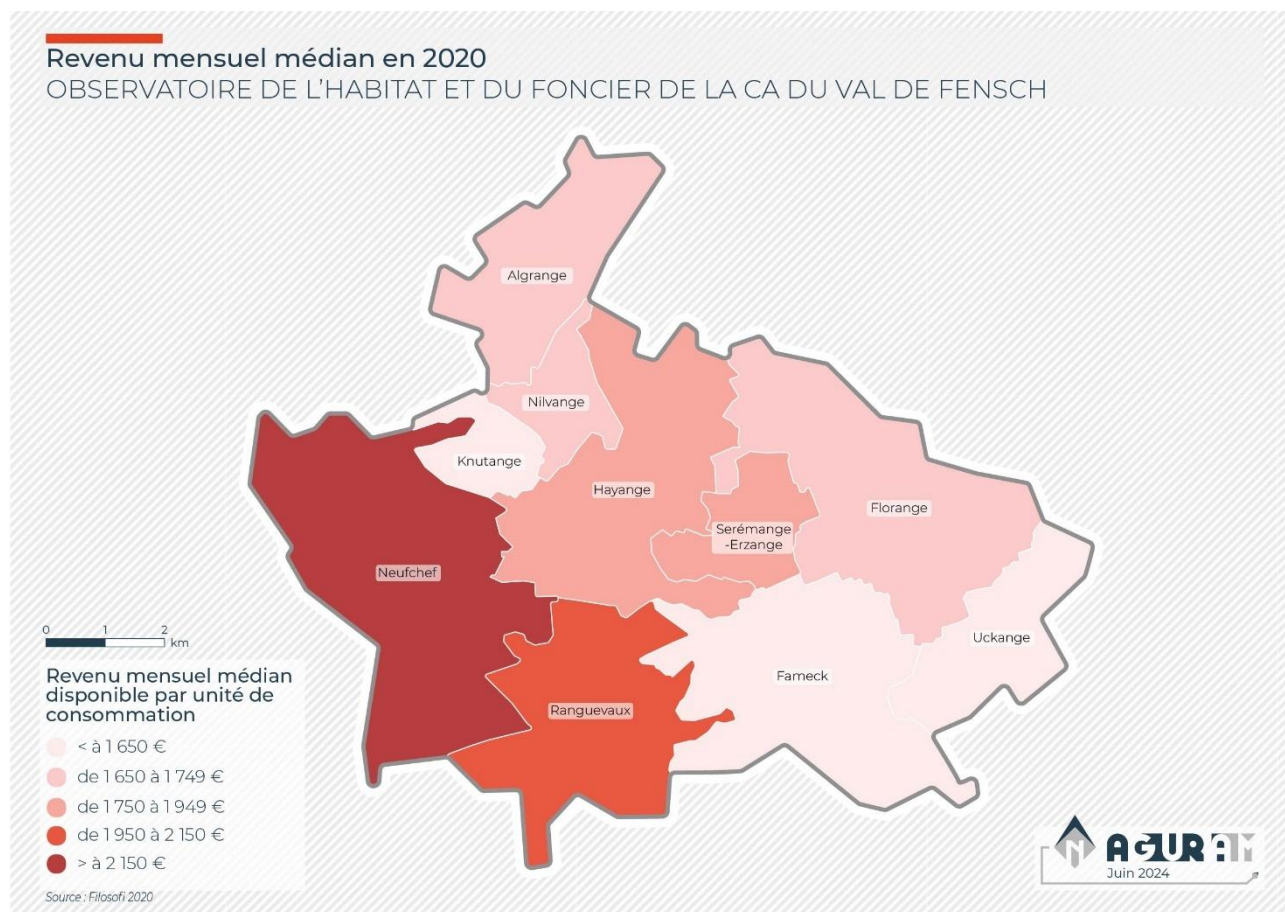 Revenu mensuel médian en 2020
OBSERVATOIRE DE L'HABITAT ET DU FONCIER DE LA CA DU VAL DE FENSCH
Algrange
Nilvange
Knutange
Hayange
Florange
Serémange
-Erzange
Neufchef
Uckange
Fameck
Ranguevaux
0 1 2
km
Revenu mensuel médian
disponible par unité de
consommation
< à 1 650 €
de 1 650 à 1 749 €
de 1 750 à 1 949 €
de 1 950 à 2 150 €
> à 2 150 €
Source : Filosofi 2020
N
AGURAM
Juin 2024